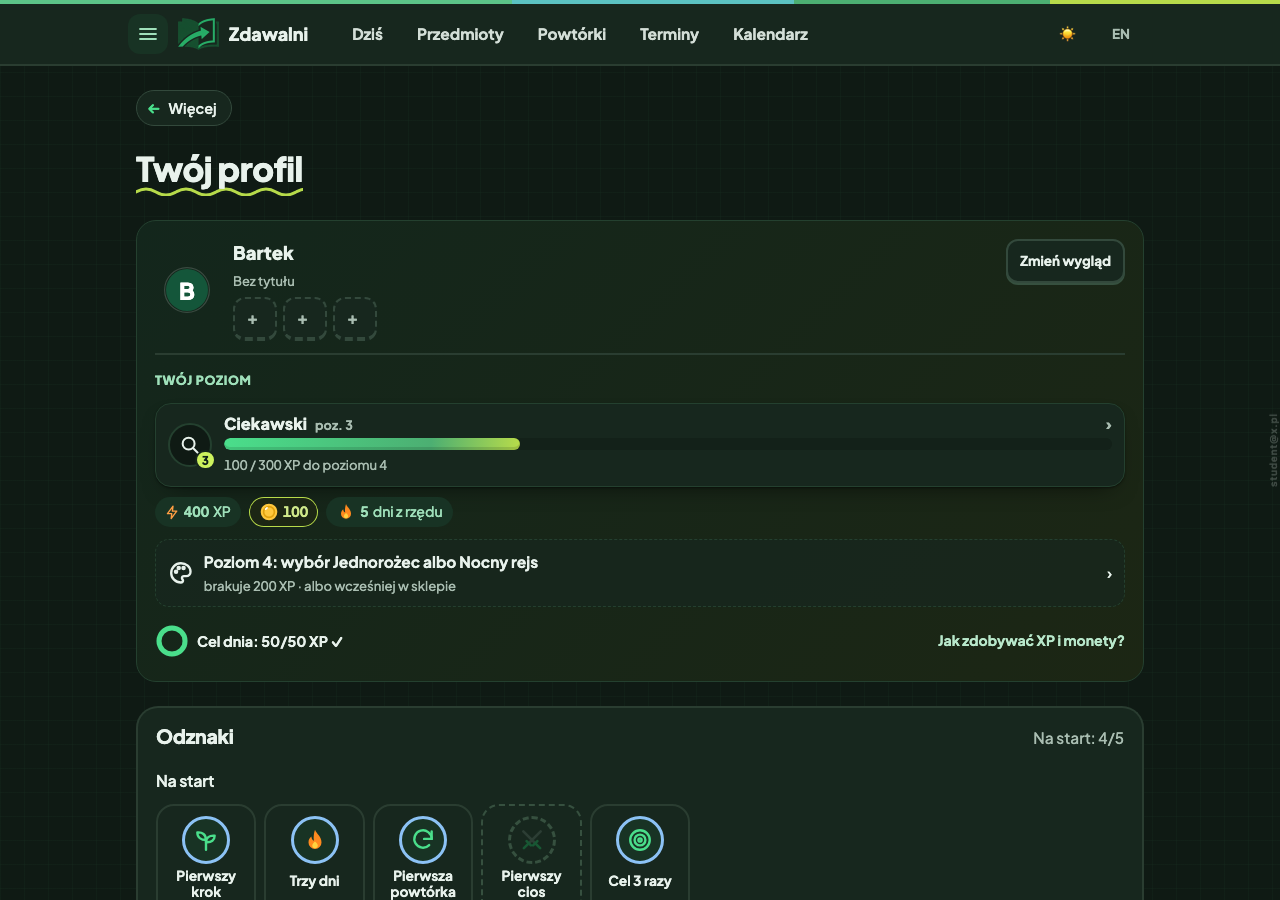 Zdawalni
Dziś
Przedmioty
Powtórki
Terminy
Kalendarz
EN
← Więcej
Twój profil
B
Bartek
Bez tytułu
+ + +
Zmień wygląd
TWÓJ POZIOM
Ciekawski poz. 3
3
100 / 300 XP do poziomu 4
400 XP
100
5 dni z rzędu
Poziom 4: wybór Jednorożec albo Nocny rejs
brakuje 200 XP · albo wcześniej w sklepie
Cel dnia: 50/50 XP ✓
Jak zdobywać XP i monety?
Odznaki
Na start: 4/5
Na start
Pierwszy
krok
Trzy dni
Pierwsza
powtórka
Pierwszy
cios
Cel 3 razy
student@x.pl